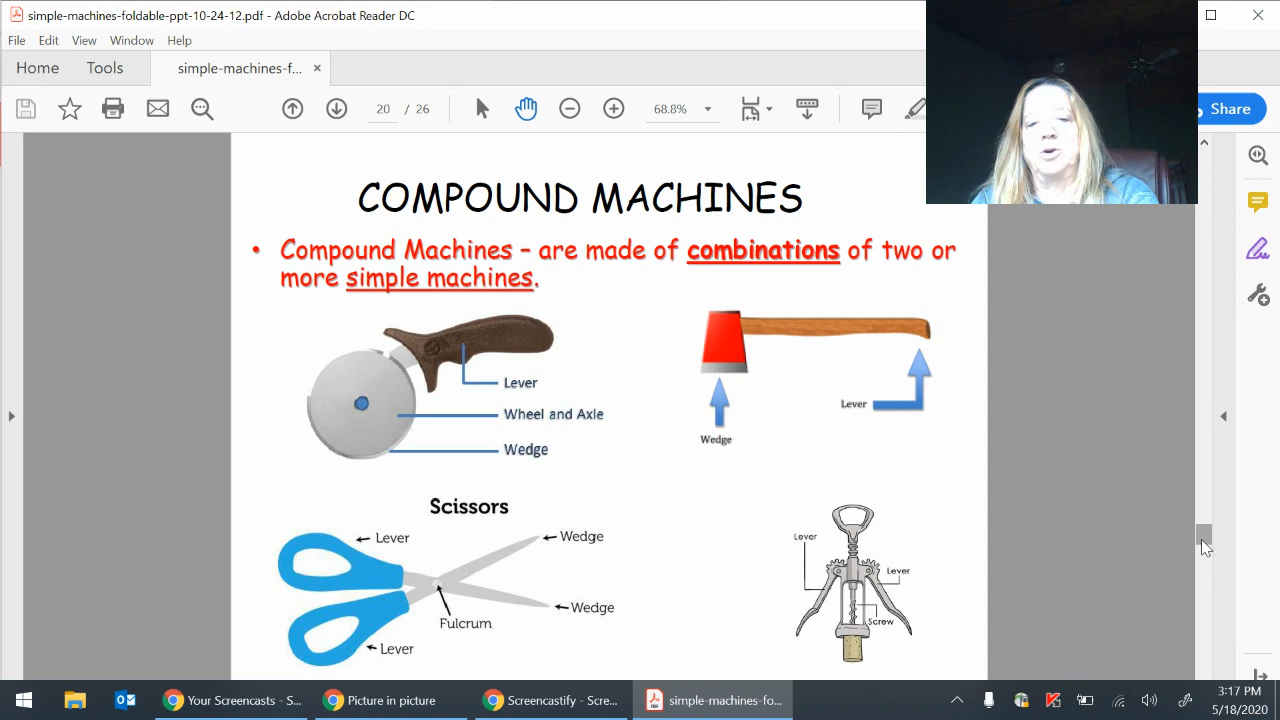 simple-machines-foldable-ppt-10-24-12.pdf - Adobe Acrobat Reader DC
File Edit View Window Help
Home Tools simple-machines-f... ×
20 / 26 68.8% Share
COMPOUND MACHINES
• Compound Machines – are made of combinations of two or
more simple machines.
Lever
Wheel and Axle
Wedge
Lever
Wedge
Scissors
Lever
Wedge
Wedge
Fulcrum
Lever
Lever
Lever
Screw
Your Screencasts - S... Picture in picture Screencastify - Scre... simple-machines-fo...
3:17 PM
5/18/2020